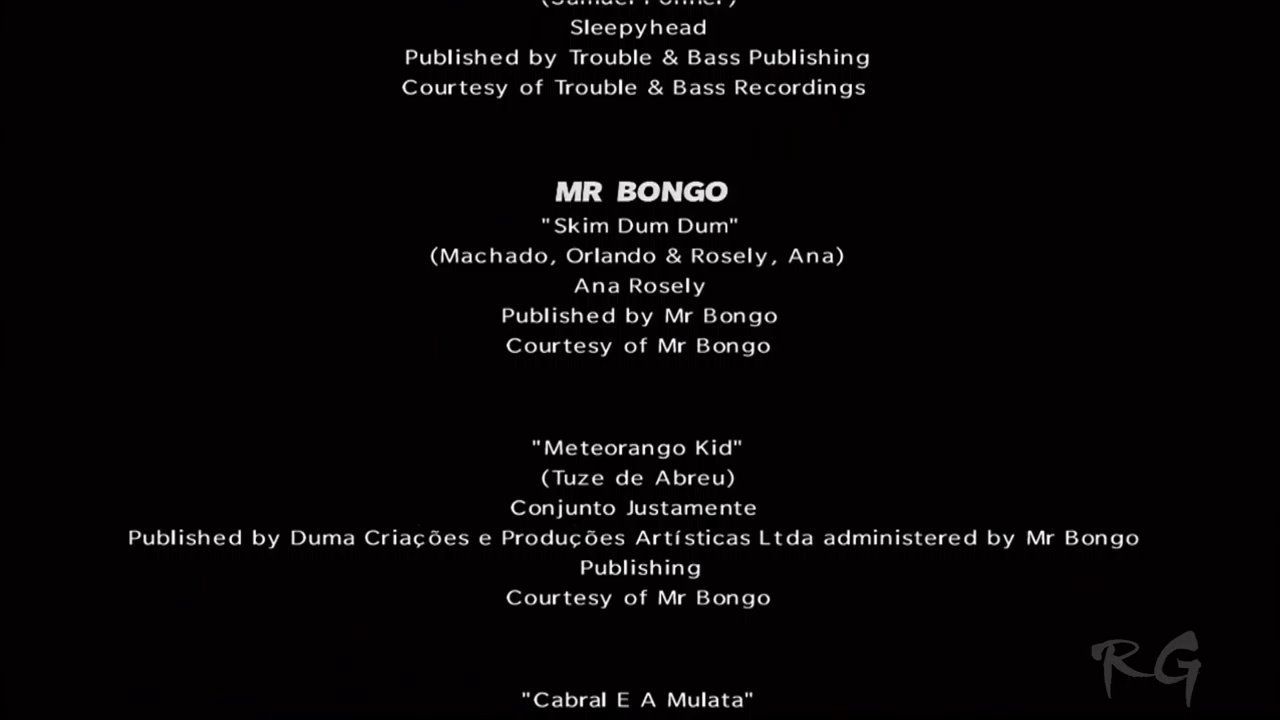 Sleepyhead
Published by Trouble & Bass Publishing
Courtesy of Trouble & Bass Recordings
MR BONGO
"Skim Dum Dum"
(Machado, Orlando & Rosely, Ana)
Ana Rosely
Published by Mr Bongo
Courtesy of Mr Bongo
"Meteorango Kid"
(Tuze de Abreu)
Conjunto Justamente
Published by Duma Criações e Produções Artísticas Ltda administered by Mr Bongo
Publishing
Courtesy of Mr Bongo
"Cabral E A Mulata"
RG